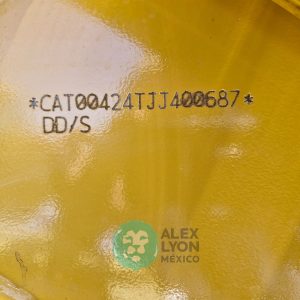 *CAT00424TJJ400687*
DD/S
ALEX
LYON
MÉXICO